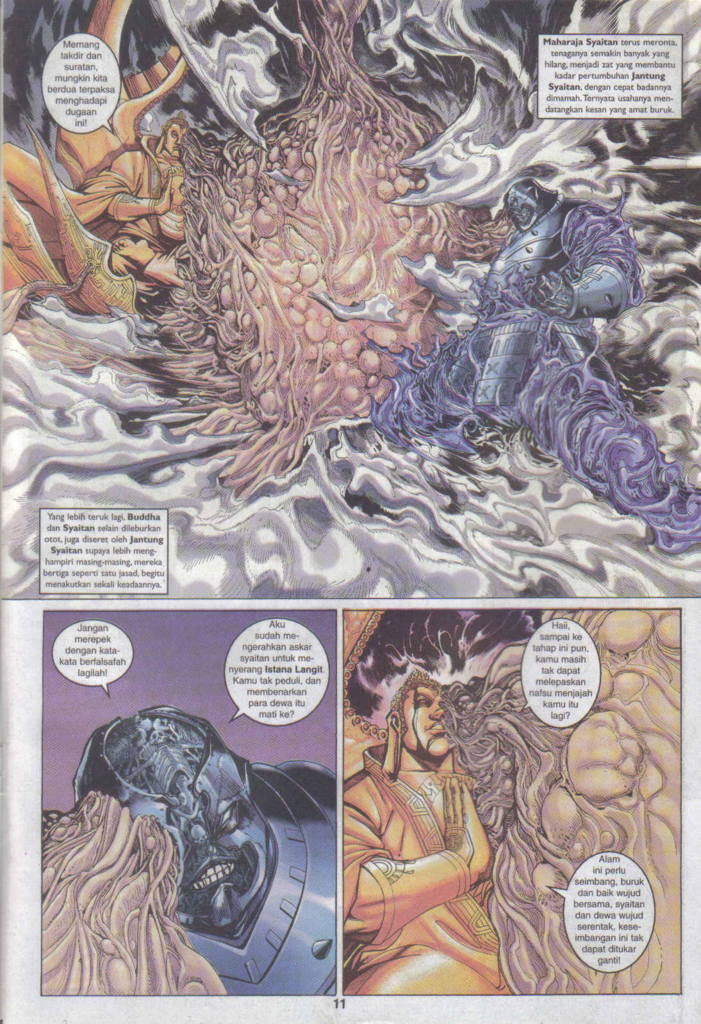 Memang
takdir dan
suratan,
mungkin kita
berdua terpaksa
menghadapi
dugaan
ini!
Maharaja Syaitan terus meronta,
tenaganya semakin banyak yang
hilang, menjadi zat yang membantu
kadar pertumbuhan Jantung
Syaitan, dengan cepat badannya
dimamah. Ternyata usahanya men-
datangkan kesan yang amat buruk.
Yang lebih teruk lagi, Buddha
dan Syaitan selain dileburkan
otot, juga diseret oleh Jantung
Syaitan supaya lebih meng-
hampiri masing-masing, mereka
bertiga seperti satu jasad, begitu
menakutkan sekali keadaannya.
Jangan
merepek
dengan kata-
kata berfalsafah
lagilah!
Aku
sudah me-
ngerahkan askar
syaitan untuk me-
nyerang Istana Langit.
Kamu tak peduli, dan
membenarkan
para dewa itu
mati ke?
Haii,
sampai ke
tahap ini pun,
kamu masih
tak dapat
melepaskan
nafsu menjajah
kamu itu
lagi?
Alam
ini perlu
seimbang, buruk
dan baik wujud
bersama, syaitan
dan dewa wujud
serentak, kese-
imbangan ini tak
dapat ditukar
ganti!
11